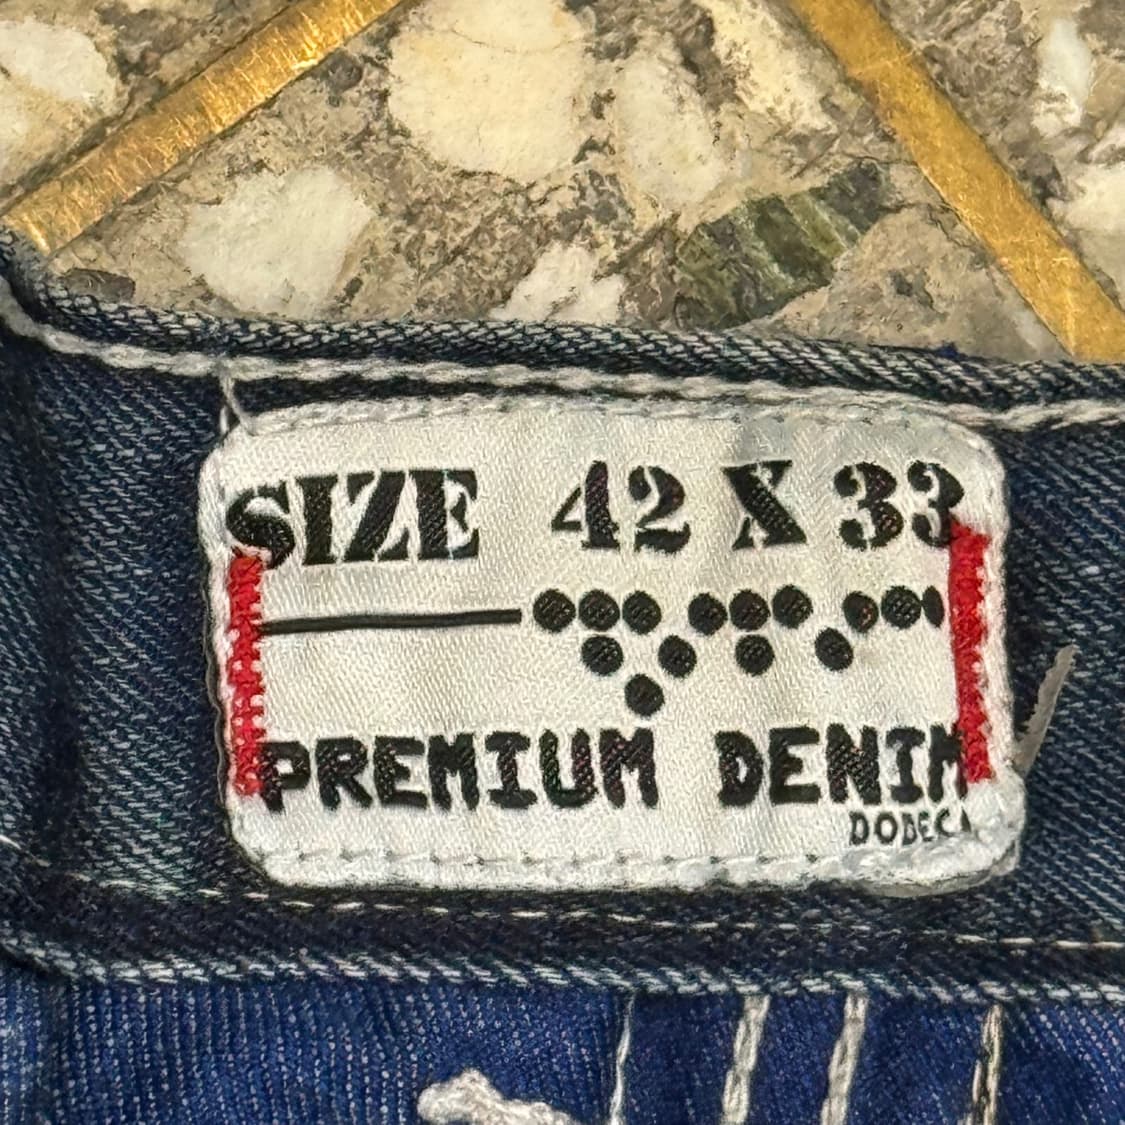 SIZE 42 X 33
PREMIUM DENIM